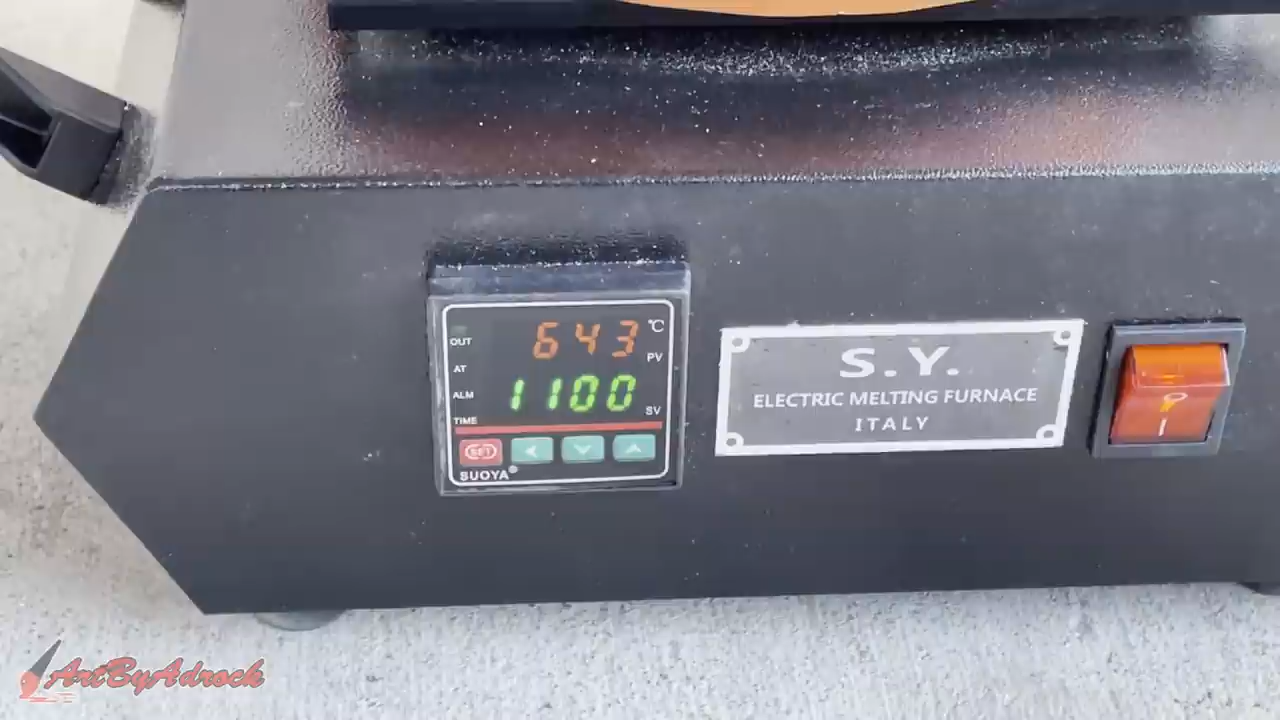 OUT
643
°C
PV
AT
ALM
1100
SV
TIME
SET
SUOYA®
S.Y.
ELECTRIC MELTING FURNACE
ITALY
ArtByAdrock